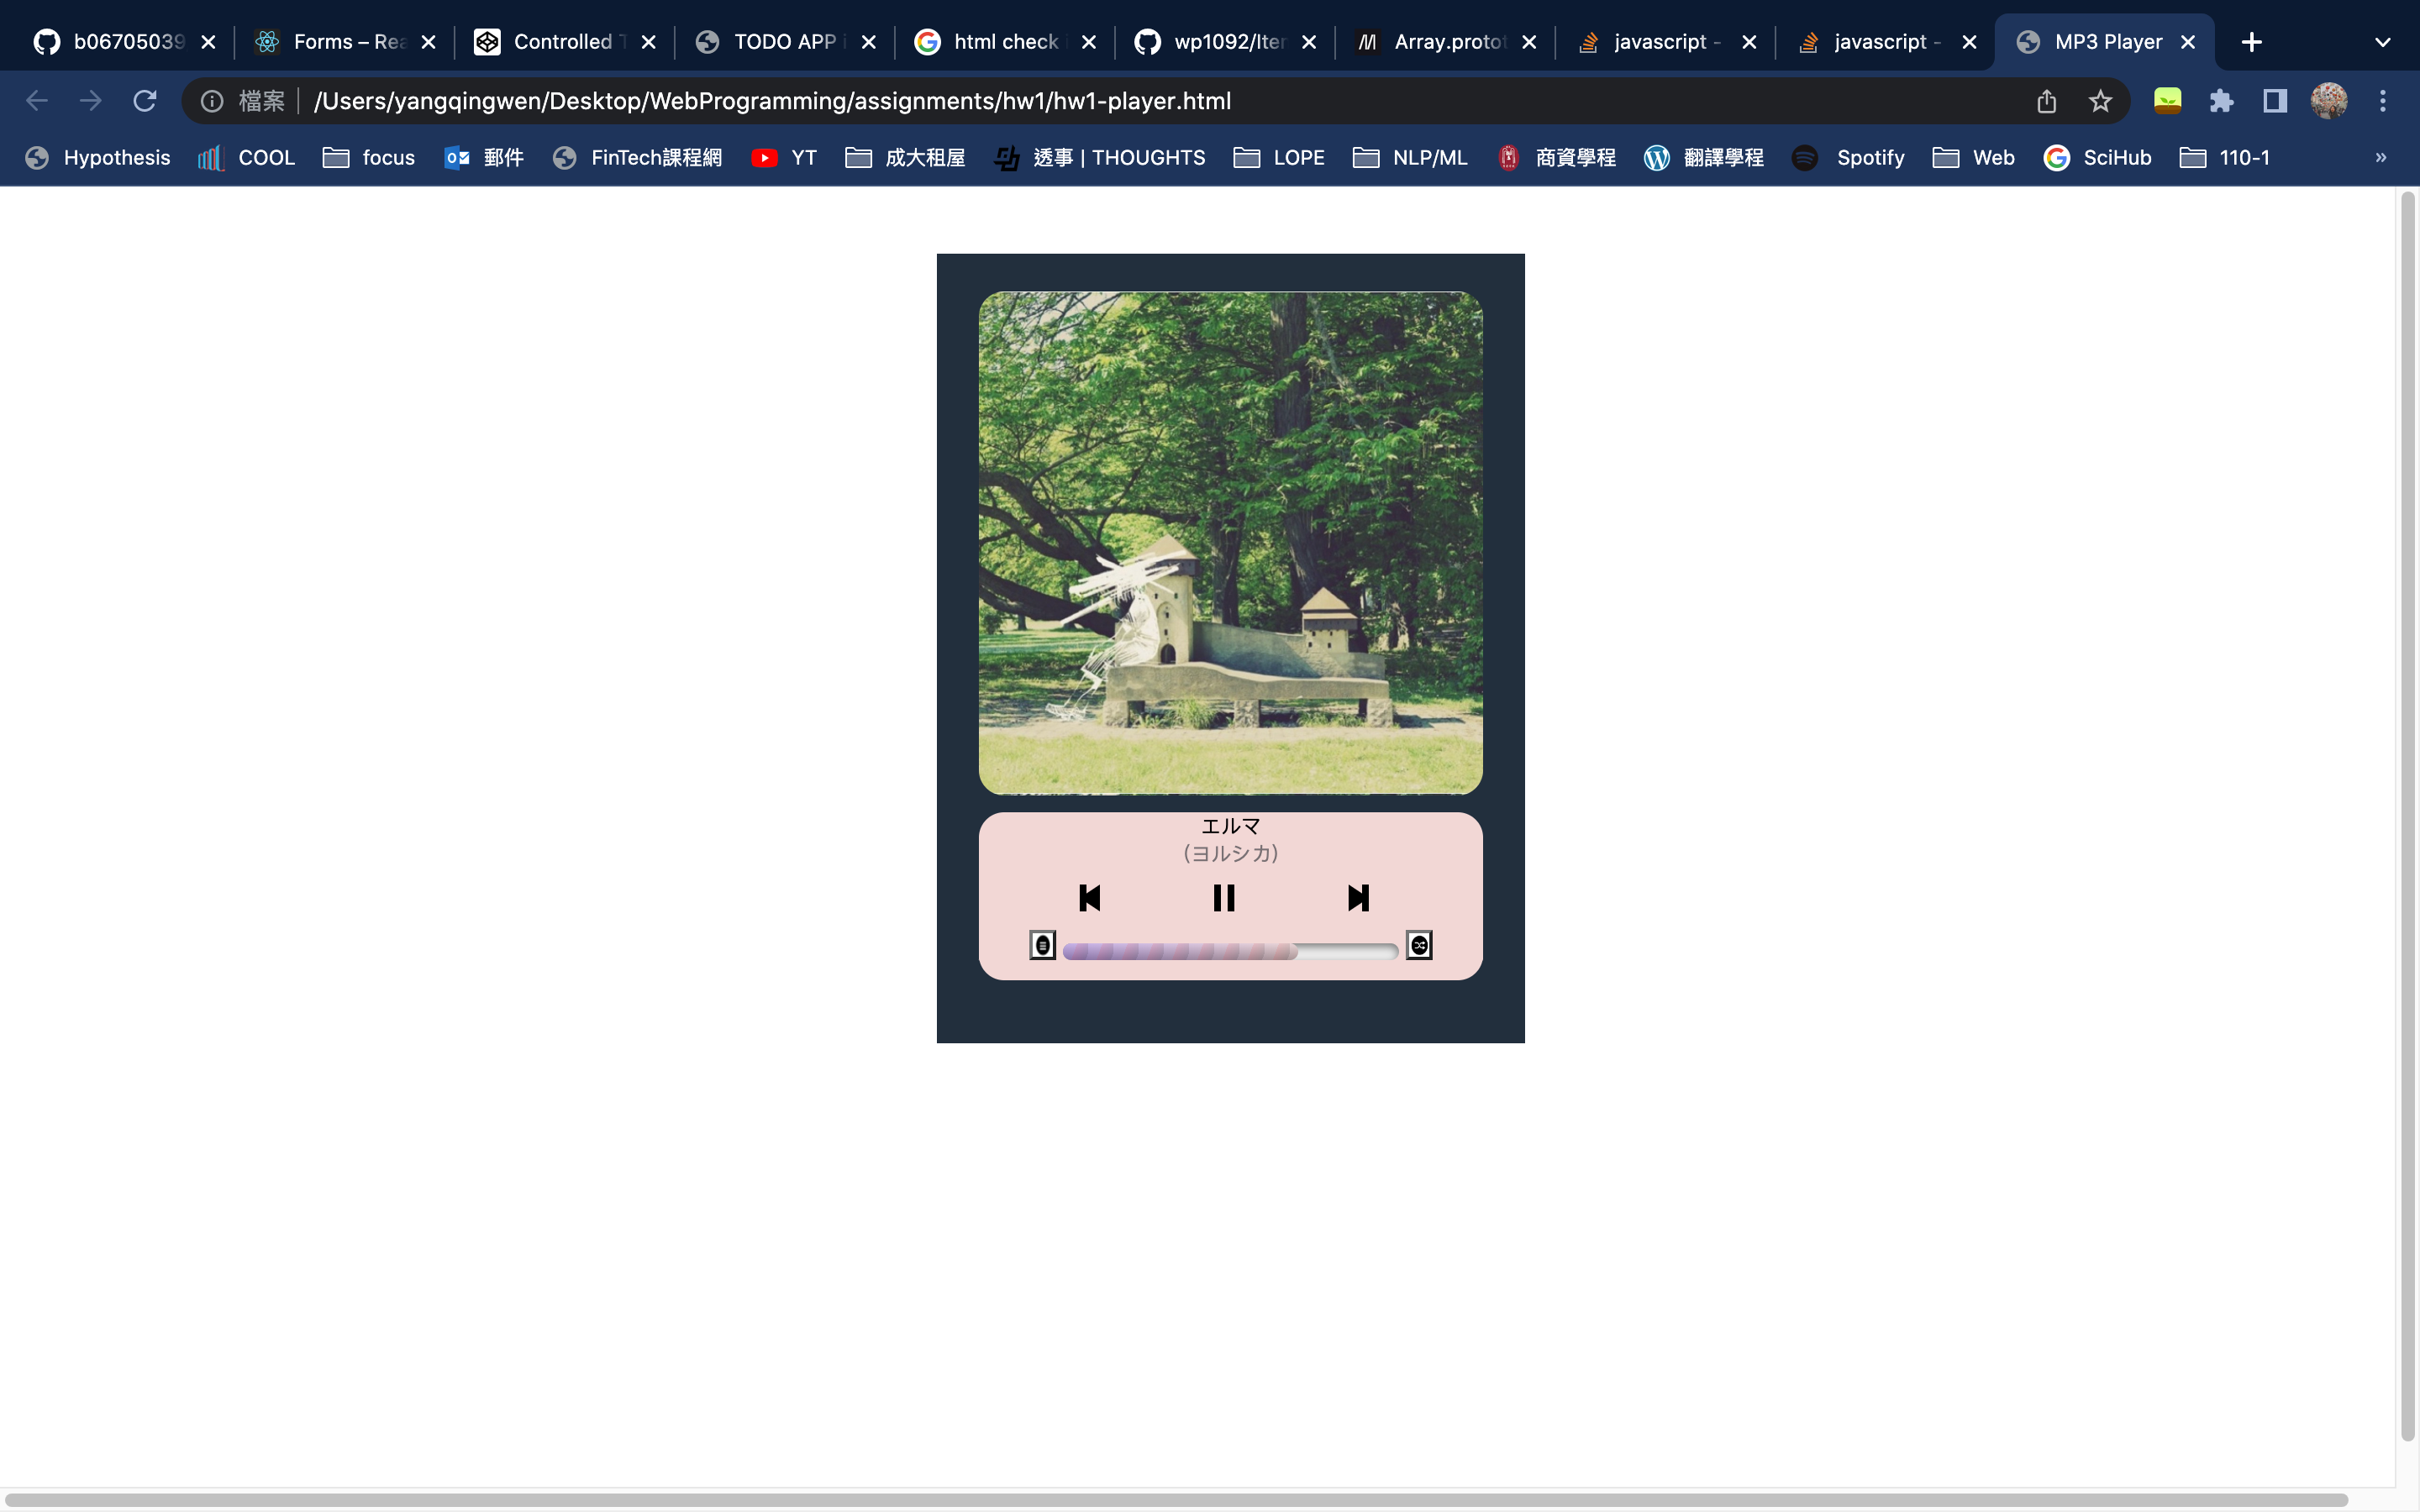 b06705039
Forms – Rea
Controlled T
TODO APP i
html check i
wp1092/Iter
Array.protot
javascript -
javascript -
MP3 Player
檔案 /Users/yangqingwen/Desktop/WebProgramming/assignments/hw1/hw1-player.html
Hypothesis COOL focus 郵件 FinTech課程網 YT 成大租屋 透事 | THOUGHTS LOPE NLP/ML 商資學程 翻譯學程 Spotify Web SciHub 110-1 »
エルマ
(ヨルシカ)